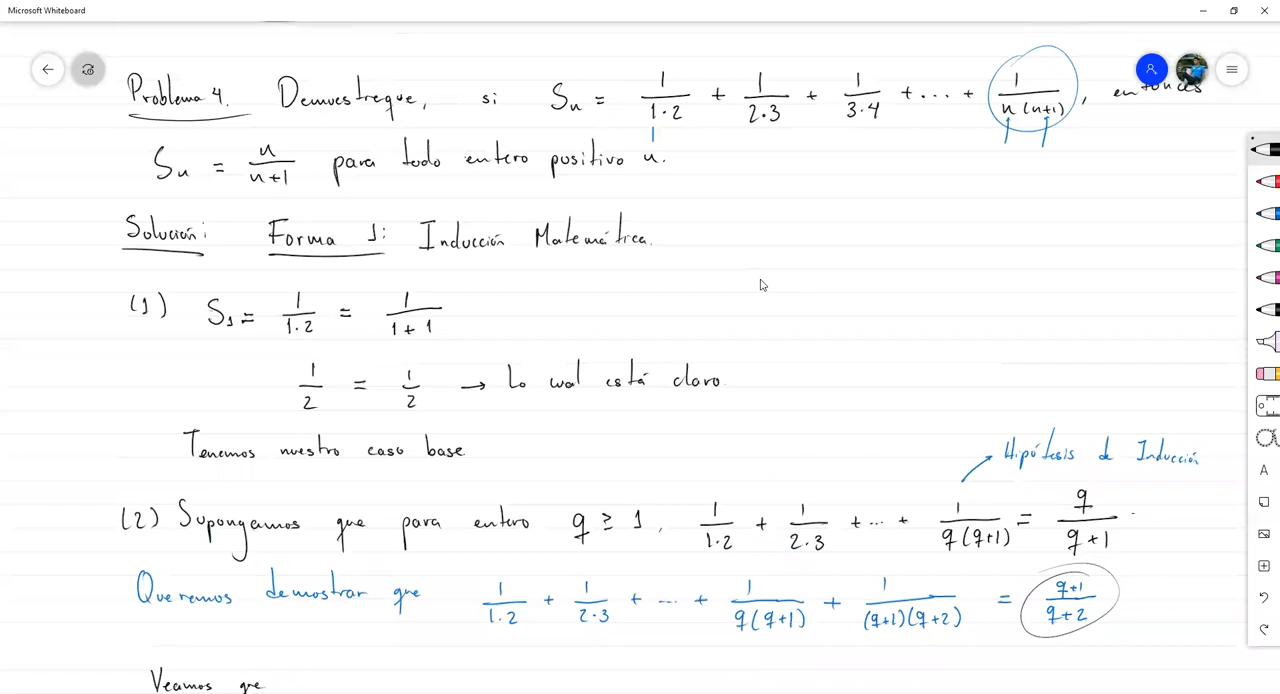 Microsoft Whiteboard
Problema 4. Demuestreque, si Sn = 1/(1·2) + 1/(2·3) + 1/(3·4) + ... + 1/(n(n+1)), entonces
Sn = n/(n+1) para todo entero positivo n.
Solución: Forma 1: Inducción Matemática.
(1) S1 = 1/(1·2) = 1/(1+1)
1/2 = 1/2 → Lo cual está claro.
Tenemos nuestro caso base
Hipótesis de Inducción
(2) Supongamos que para entero q ≥ 1, 1/(1·2) + 1/(2·3) + ... + 1/(q(q+1)) = q/(q+1).
Queremos demostrar que 1/(1·2) + 1/(2·3) + ... + 1/(q(q+1)) + 1/((q+1)(q+2)) = (q+1)/(q+2)
Veamos que